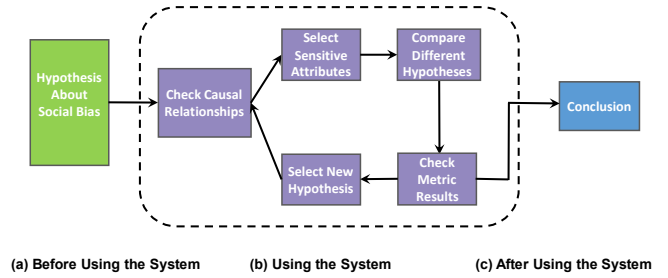 Hypothesis
About
Social Bias
Check Causal
Relationships
Select
Sensitive
Attributes
Compare
Different
Hypotheses
Select New
Hypothesis
Check
Metric
Results
Conclusion
(a) Before Using the System
(b) Using the System
(c) After Using the System